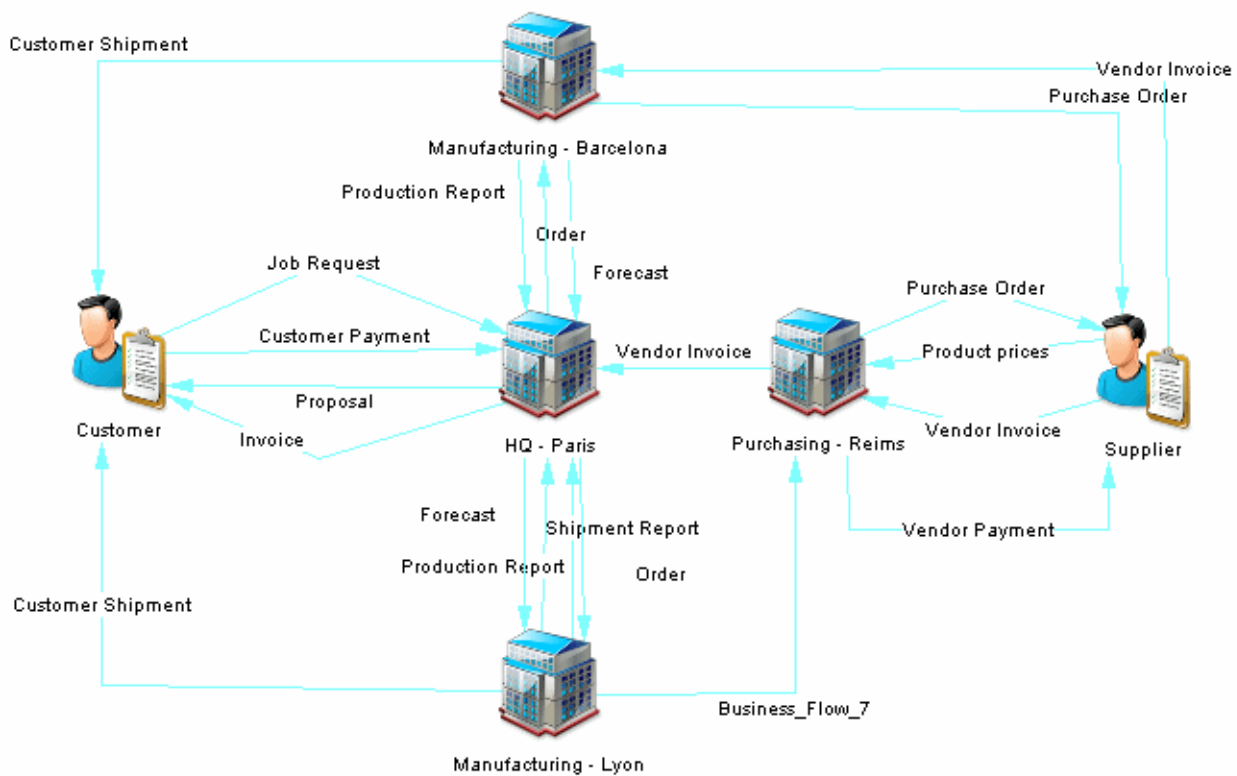 Customer Shipment
Vendor Invoice
Purchase Order
Manufacturing - Barcelona
Production Report
Order
Forecast
Job Request
Purchase Order
Customer Payment
Vendor Invoice
Product prices
Proposal
Customer
Invoice
HQ - Paris
Purchasing - Reims
Vendor Invoice
Supplier
Forecast
Shipment Report
Vendor Payment
Production Report
Order
Customer Shipment
Business_Flow_7
Manufacturing - Lyon